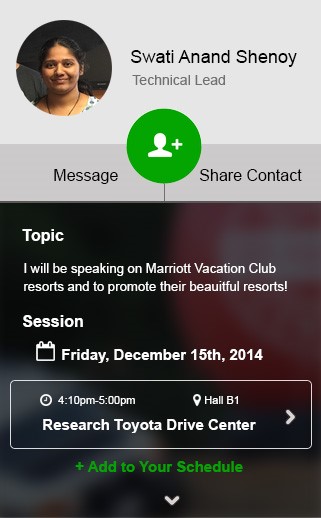 Swati Anand Shenoy
Technical Lead
Message
Share Contact
Topic
I will be speaking on Marriott Vacation Club
resorts and to promote their beauitful resorts!
Session
Friday, December 15th, 2014
4:10pm-5:00pm
Hall B1
Research Toyota Drive Center
+ Add to Your Schedule